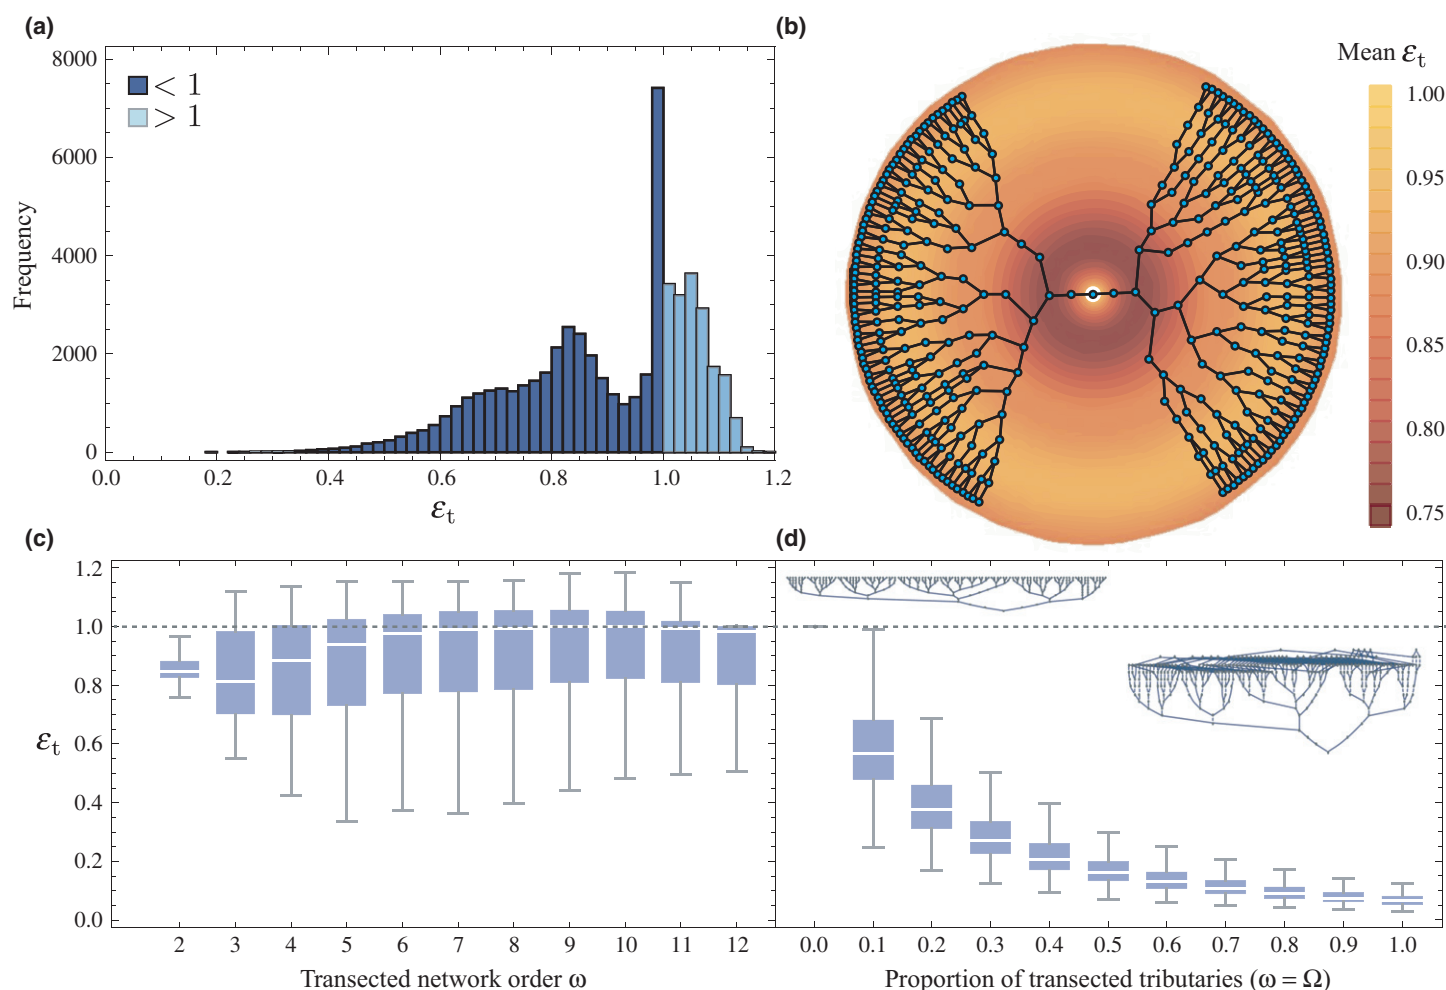 (a)
8000
6000
4000
2000
0
Frequency
< 1
> 1
0.0 0.2 0.4 0.6 0.8 1.0 1.2
εt
(b)
Mean εt
1.00
0.95
0.90
0.85
0.80
0.75
(c)
1.2
1.0
0.8
0.6
0.4
0.2
0.0
εt
2 3 4 5 6 7 8 9 10 11 12
Transected network order ω
(d)
0.0 0.1 0.2 0.3 0.4 0.5 0.6 0.7 0.8 0.9 1.0
Proportion of transected tributaries (ω = Ω)